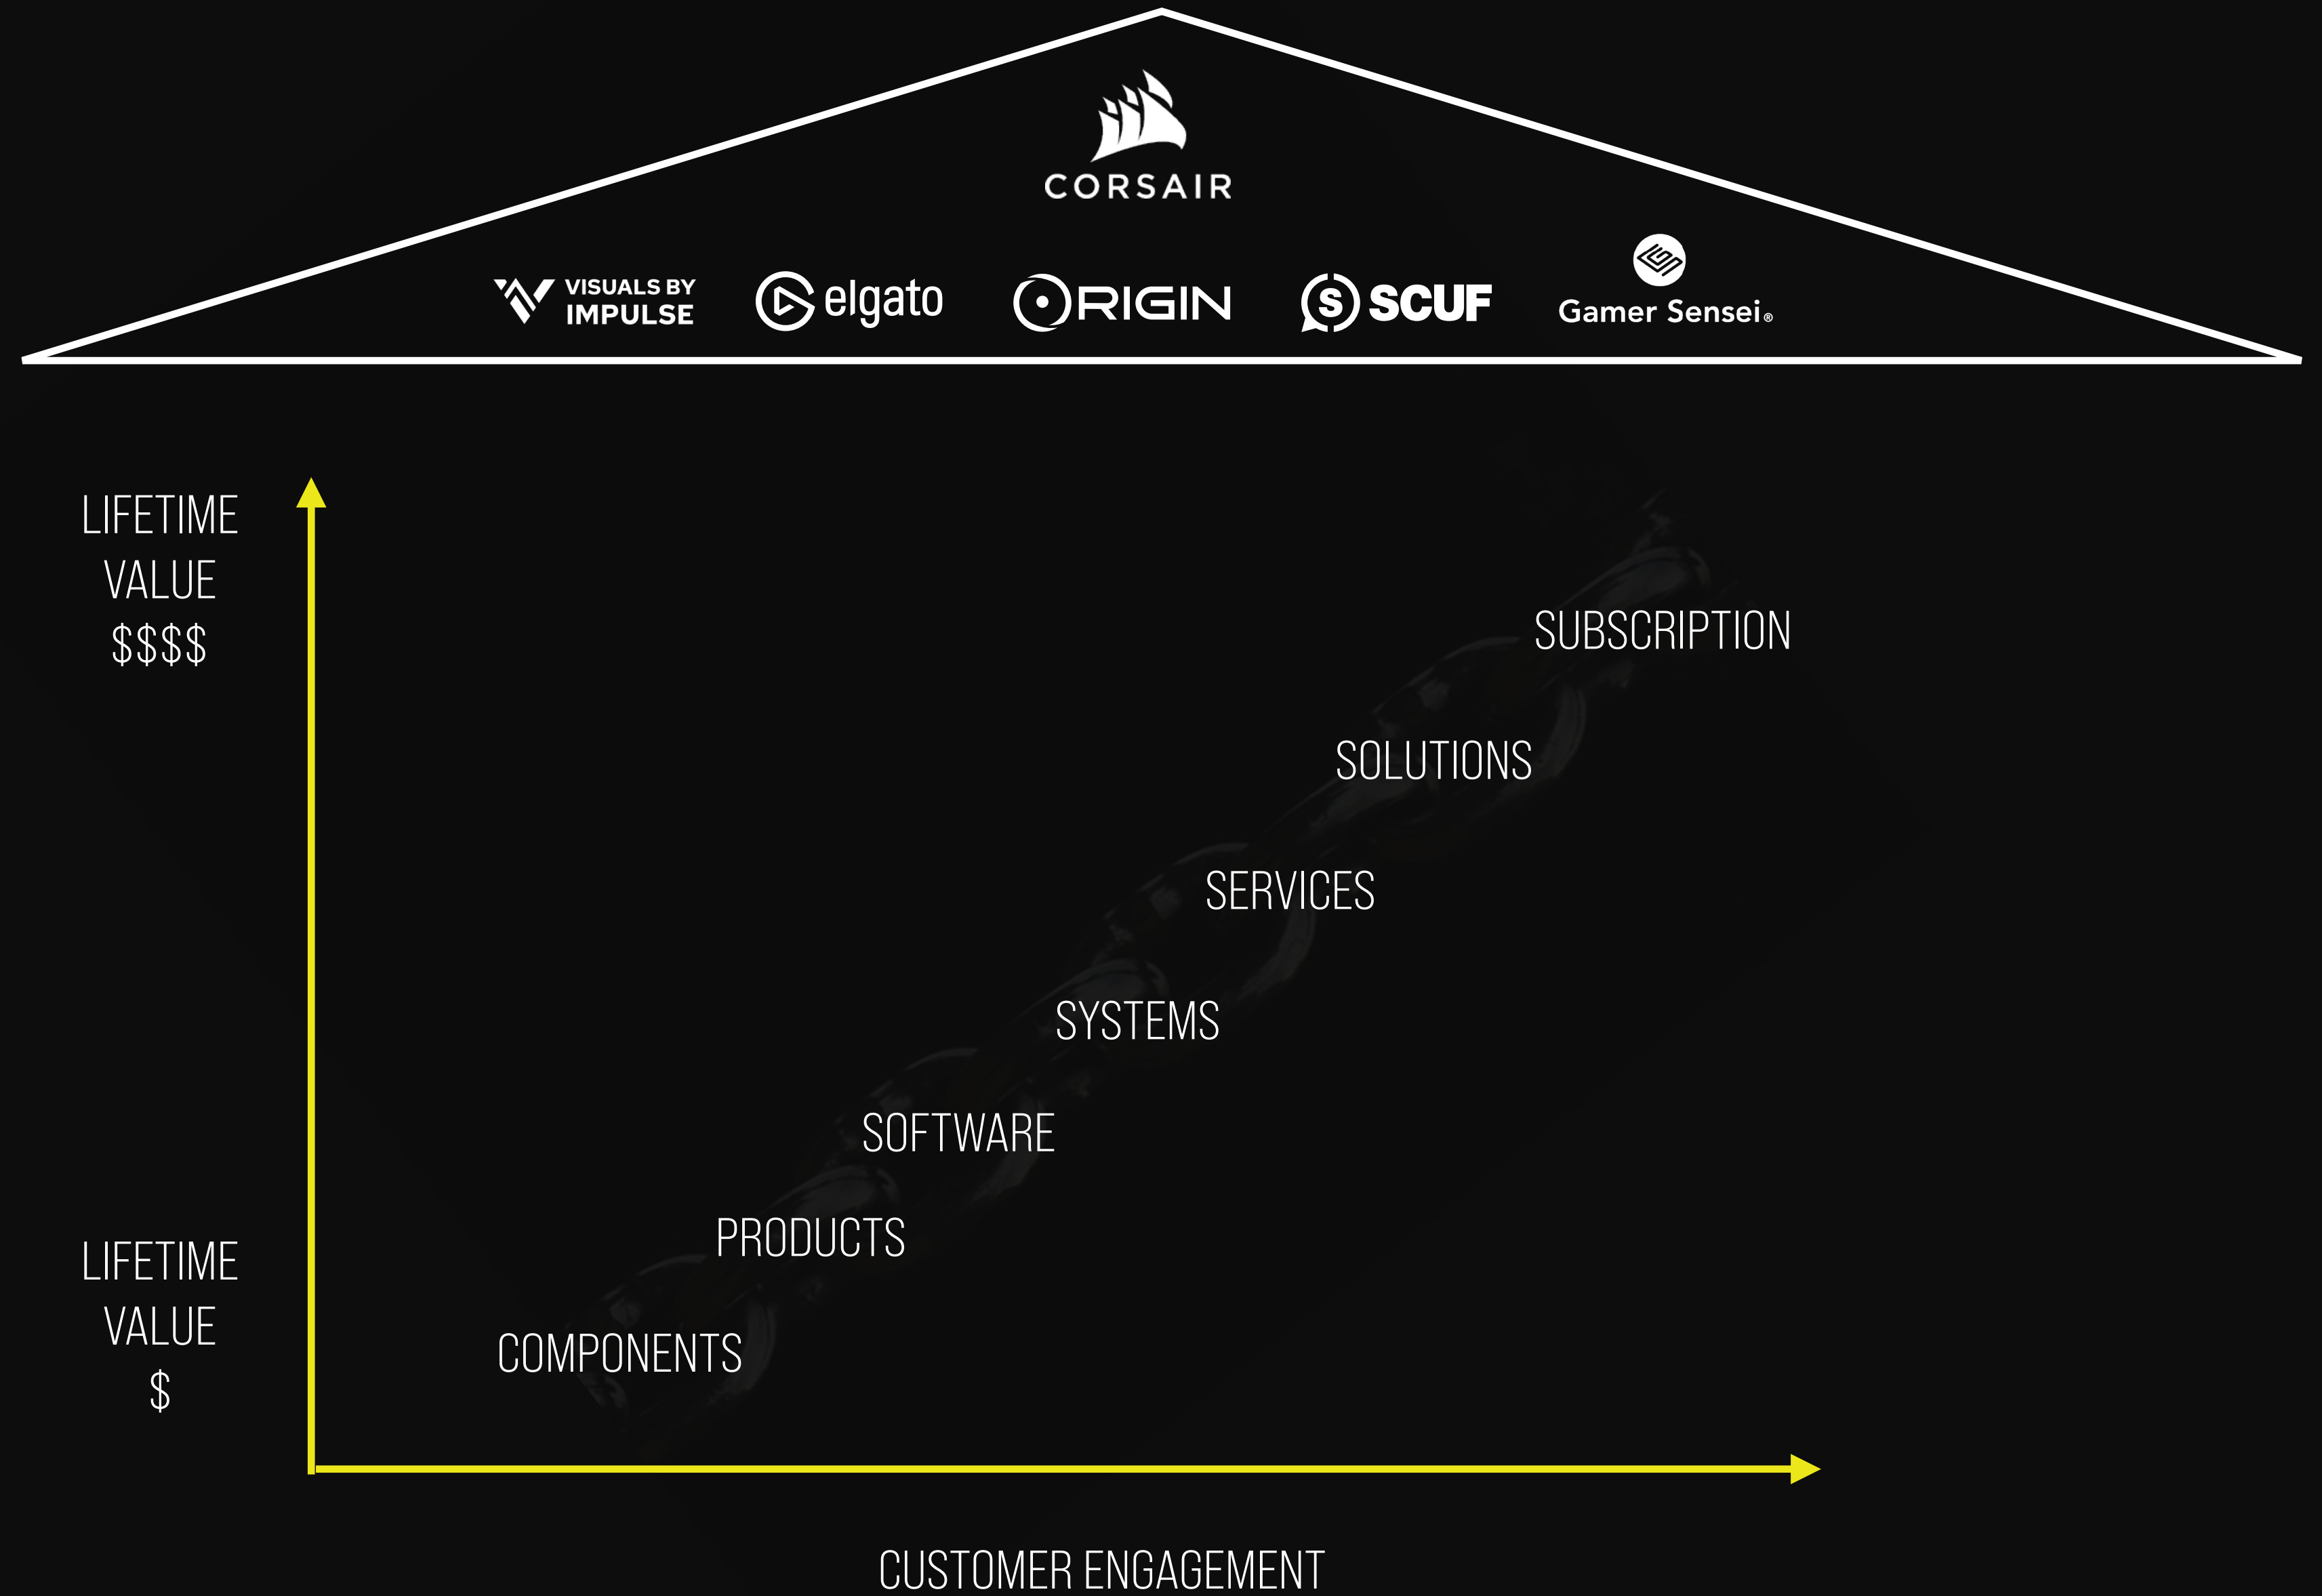 CORSAIR
VISUALS BY
IMPULSE
elgato
ORIGIN
SCUF
Gamer Sensei®
LIFETIME
VALUE
$$$$
SUBSCRIPTION
SOLUTIONS
SERVICES
SYSTEMS
SOFTWARE
PRODUCTS
COMPONENTS
LIFETIME
VALUE
$
CUSTOMER ENGAGEMENT